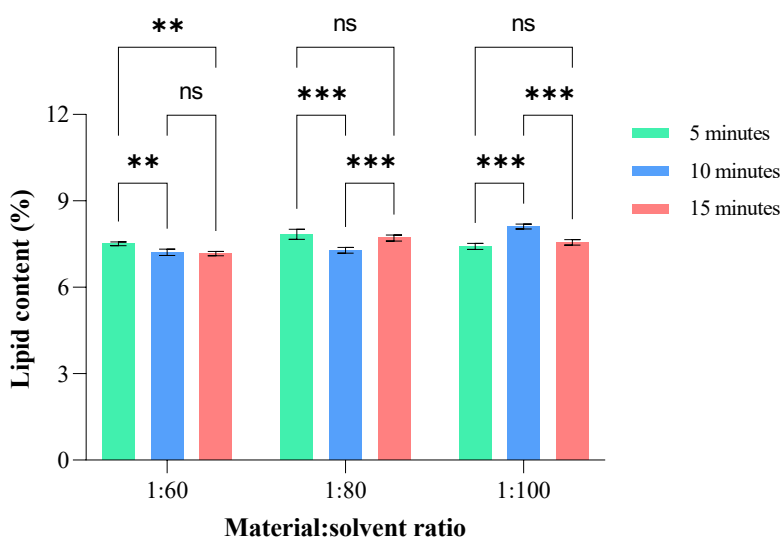 ** ns ns
ns *** ***
** *** ***
12
9
6
3
0
Lipid content (%)
1:60 1:80 1:100
Material:solvent ratio
5 minutes
10 minutes
15 minutes